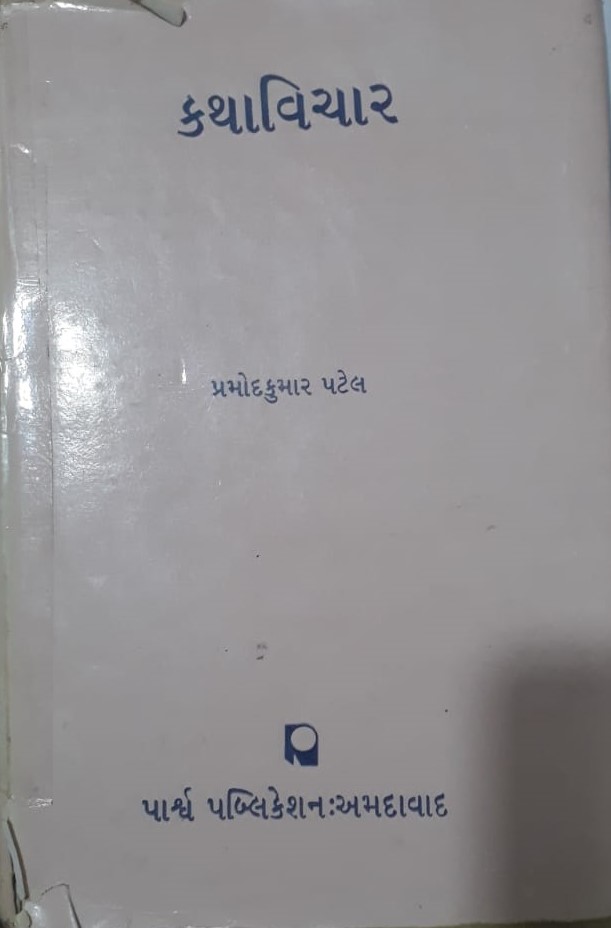 કથાવિચાર
પ્રમોદકુમાર પટેલ
પાર્શ્વ પબ્લિકેશન:અમદાવાદ